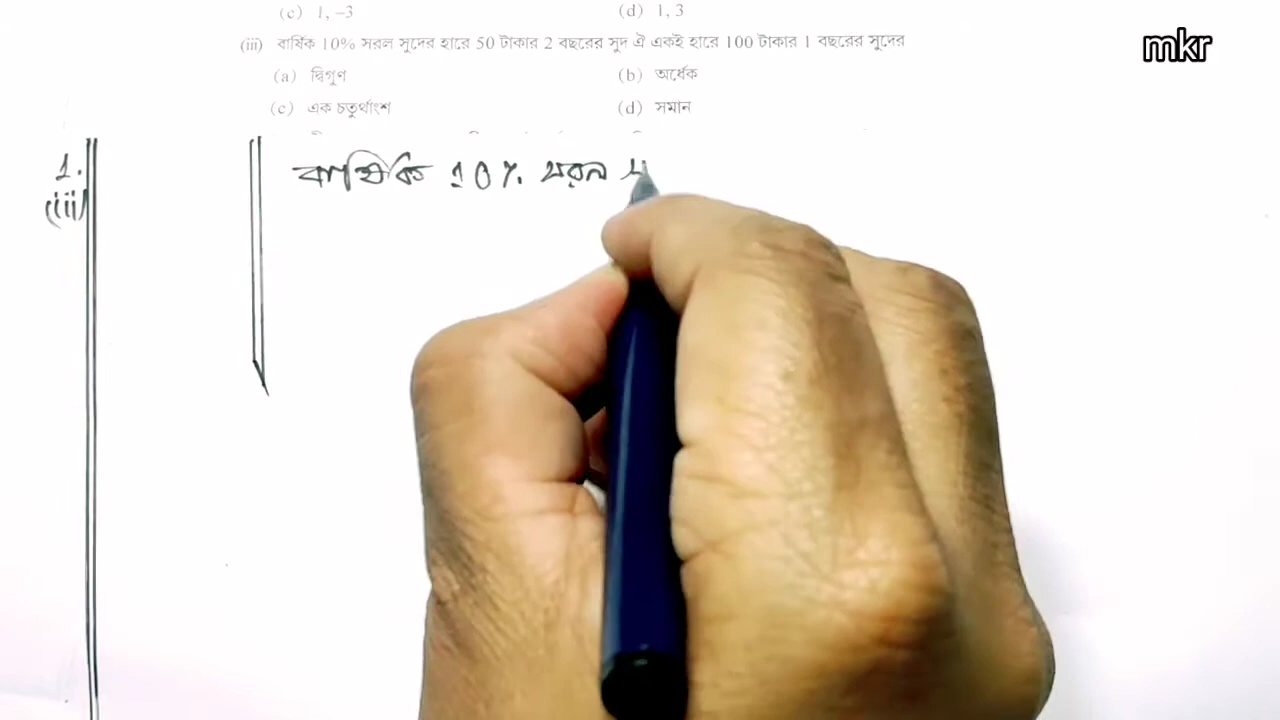 (c) 1, –3 (d) 1, 3
mkr
(iii) বার্ষিক 10% সরল সুদের হারে 50 টাকার 2 বছরের সুদ ঐ একই হারে 100 টাকার 1 বছরের সুদের
(a) দ্বিগুণ (b) অর্ধেক
(c) এক চতুর্থাংশ (d) সমান
1. বার্ষিক 10% সরল
(iii)